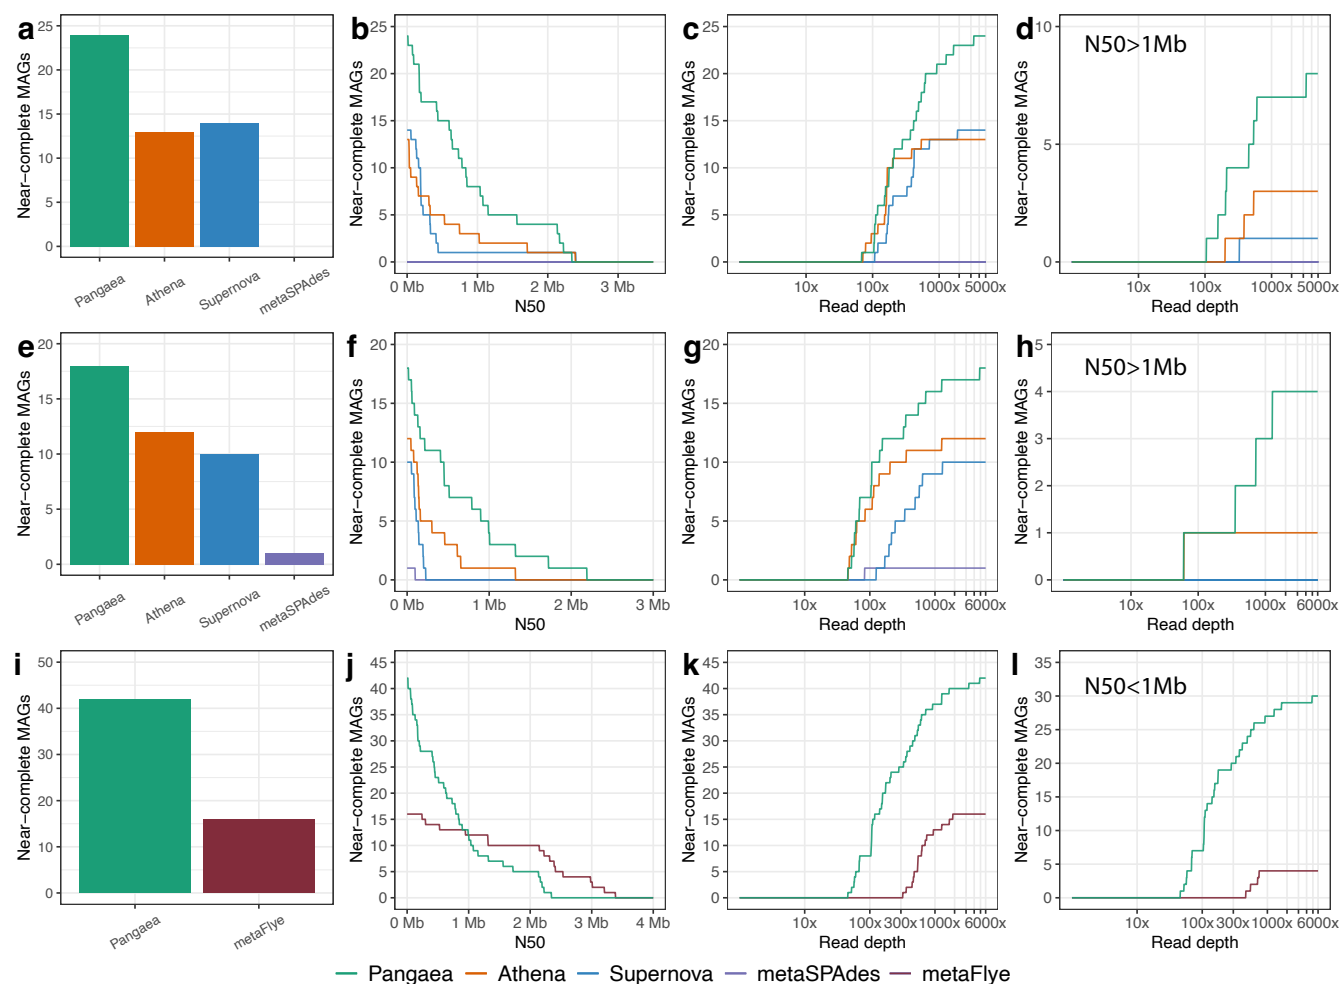 a
Near−complete MAGs
25
20
15
10
5
0
Pangaea
Athena
Supernova
metaSPAdes
b
Near−complete MAGs
25
20
15
10
5
0
0 Mb 1 Mb 2 Mb 3 Mb
N50
c
Near−complete MAGs
25
20
15
10
5
0
10x 100x 1000x 5000x
Read depth
d
N50>1Mb
Near−complete MAGs
10
5
0
10x 100x 1000x 5000x
Read depth
e
Near−complete MAGs
20
15
10
5
0
Pangaea
Athena
Supernova
metaSPAdes
f
Near−complete MAGs
20
15
10
5
0
0 Mb 1 Mb 2 Mb 3 Mb
N50
g
Near−complete MAGs
20
15
10
5
0
10x 100x 1000x 6000x
Read depth
h
N50>1Mb
Near−complete MAGs
5
4
3
2
1
0
10x 100x 1000x 6000x
Read depth
i
Near−complete MAGs
50
40
30
20
10
0
Pangaea
metaFlye
j
Near−complete MAGs
45
40
35
30
25
20
15
10
5
0
0 Mb 1 Mb 2 Mb 3 Mb 4 Mb
N50
k
Near−complete MAGs
45
40
35
30
25
20
15
10
5
0
10x 100x 300x 1000x 6000x
Read depth
l
N50<1Mb
Near−complete MAGs
35
30
25
20
15
10
5
0
10x 100x 300x 1000x 6000x
Read depth
Pangaea Athena Supernova metaSPAdes metaFlye